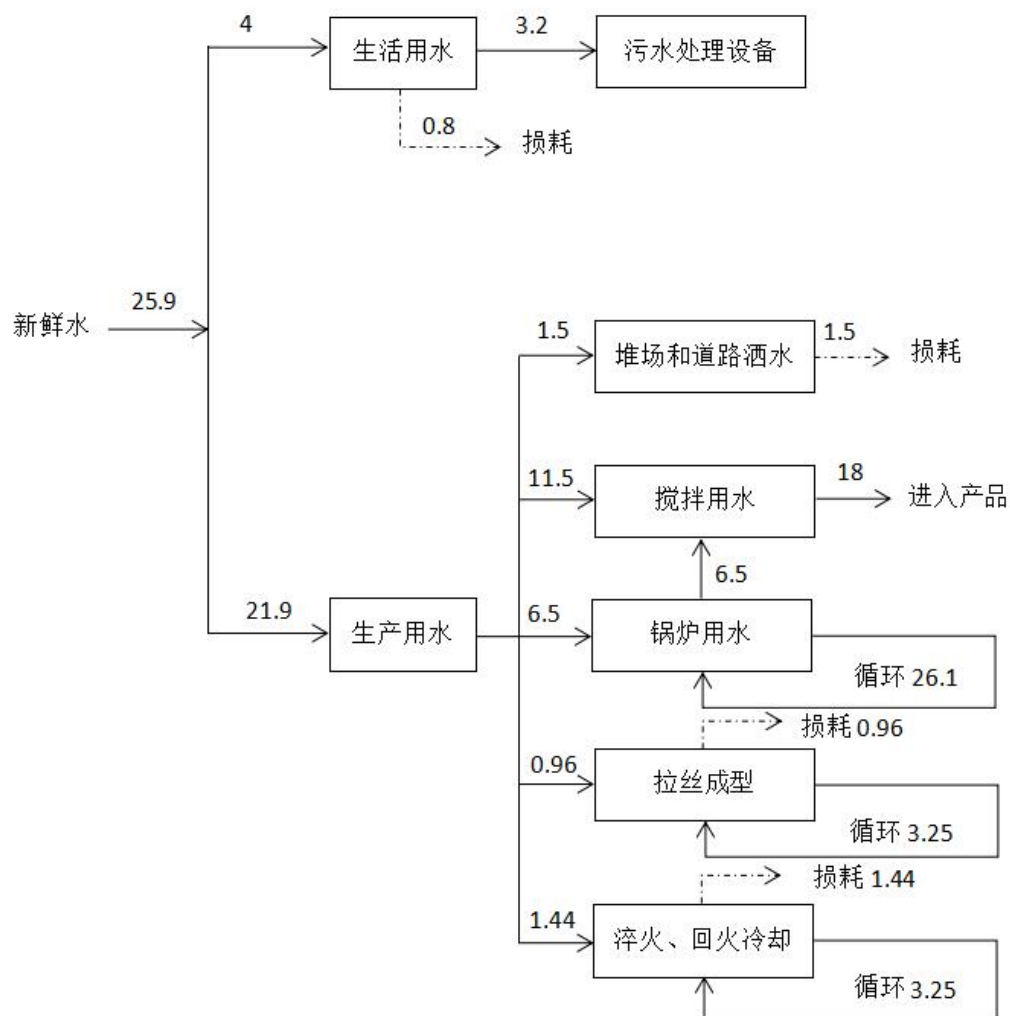 4
生活用水
3.2
污水处理设备
0.8
损耗
新鲜水
25.9
1.5
堆场和道路洒水
1.5
损耗
11.5
搅拌用水
18
进入产品
6.5
21.9
生产用水
6.5
锅炉用水
循环 26.1
损耗 0.96
0.96
拉丝成型
循环 3.25
损耗 1.44
1.44
淬火、回火冷却
循环 3.25